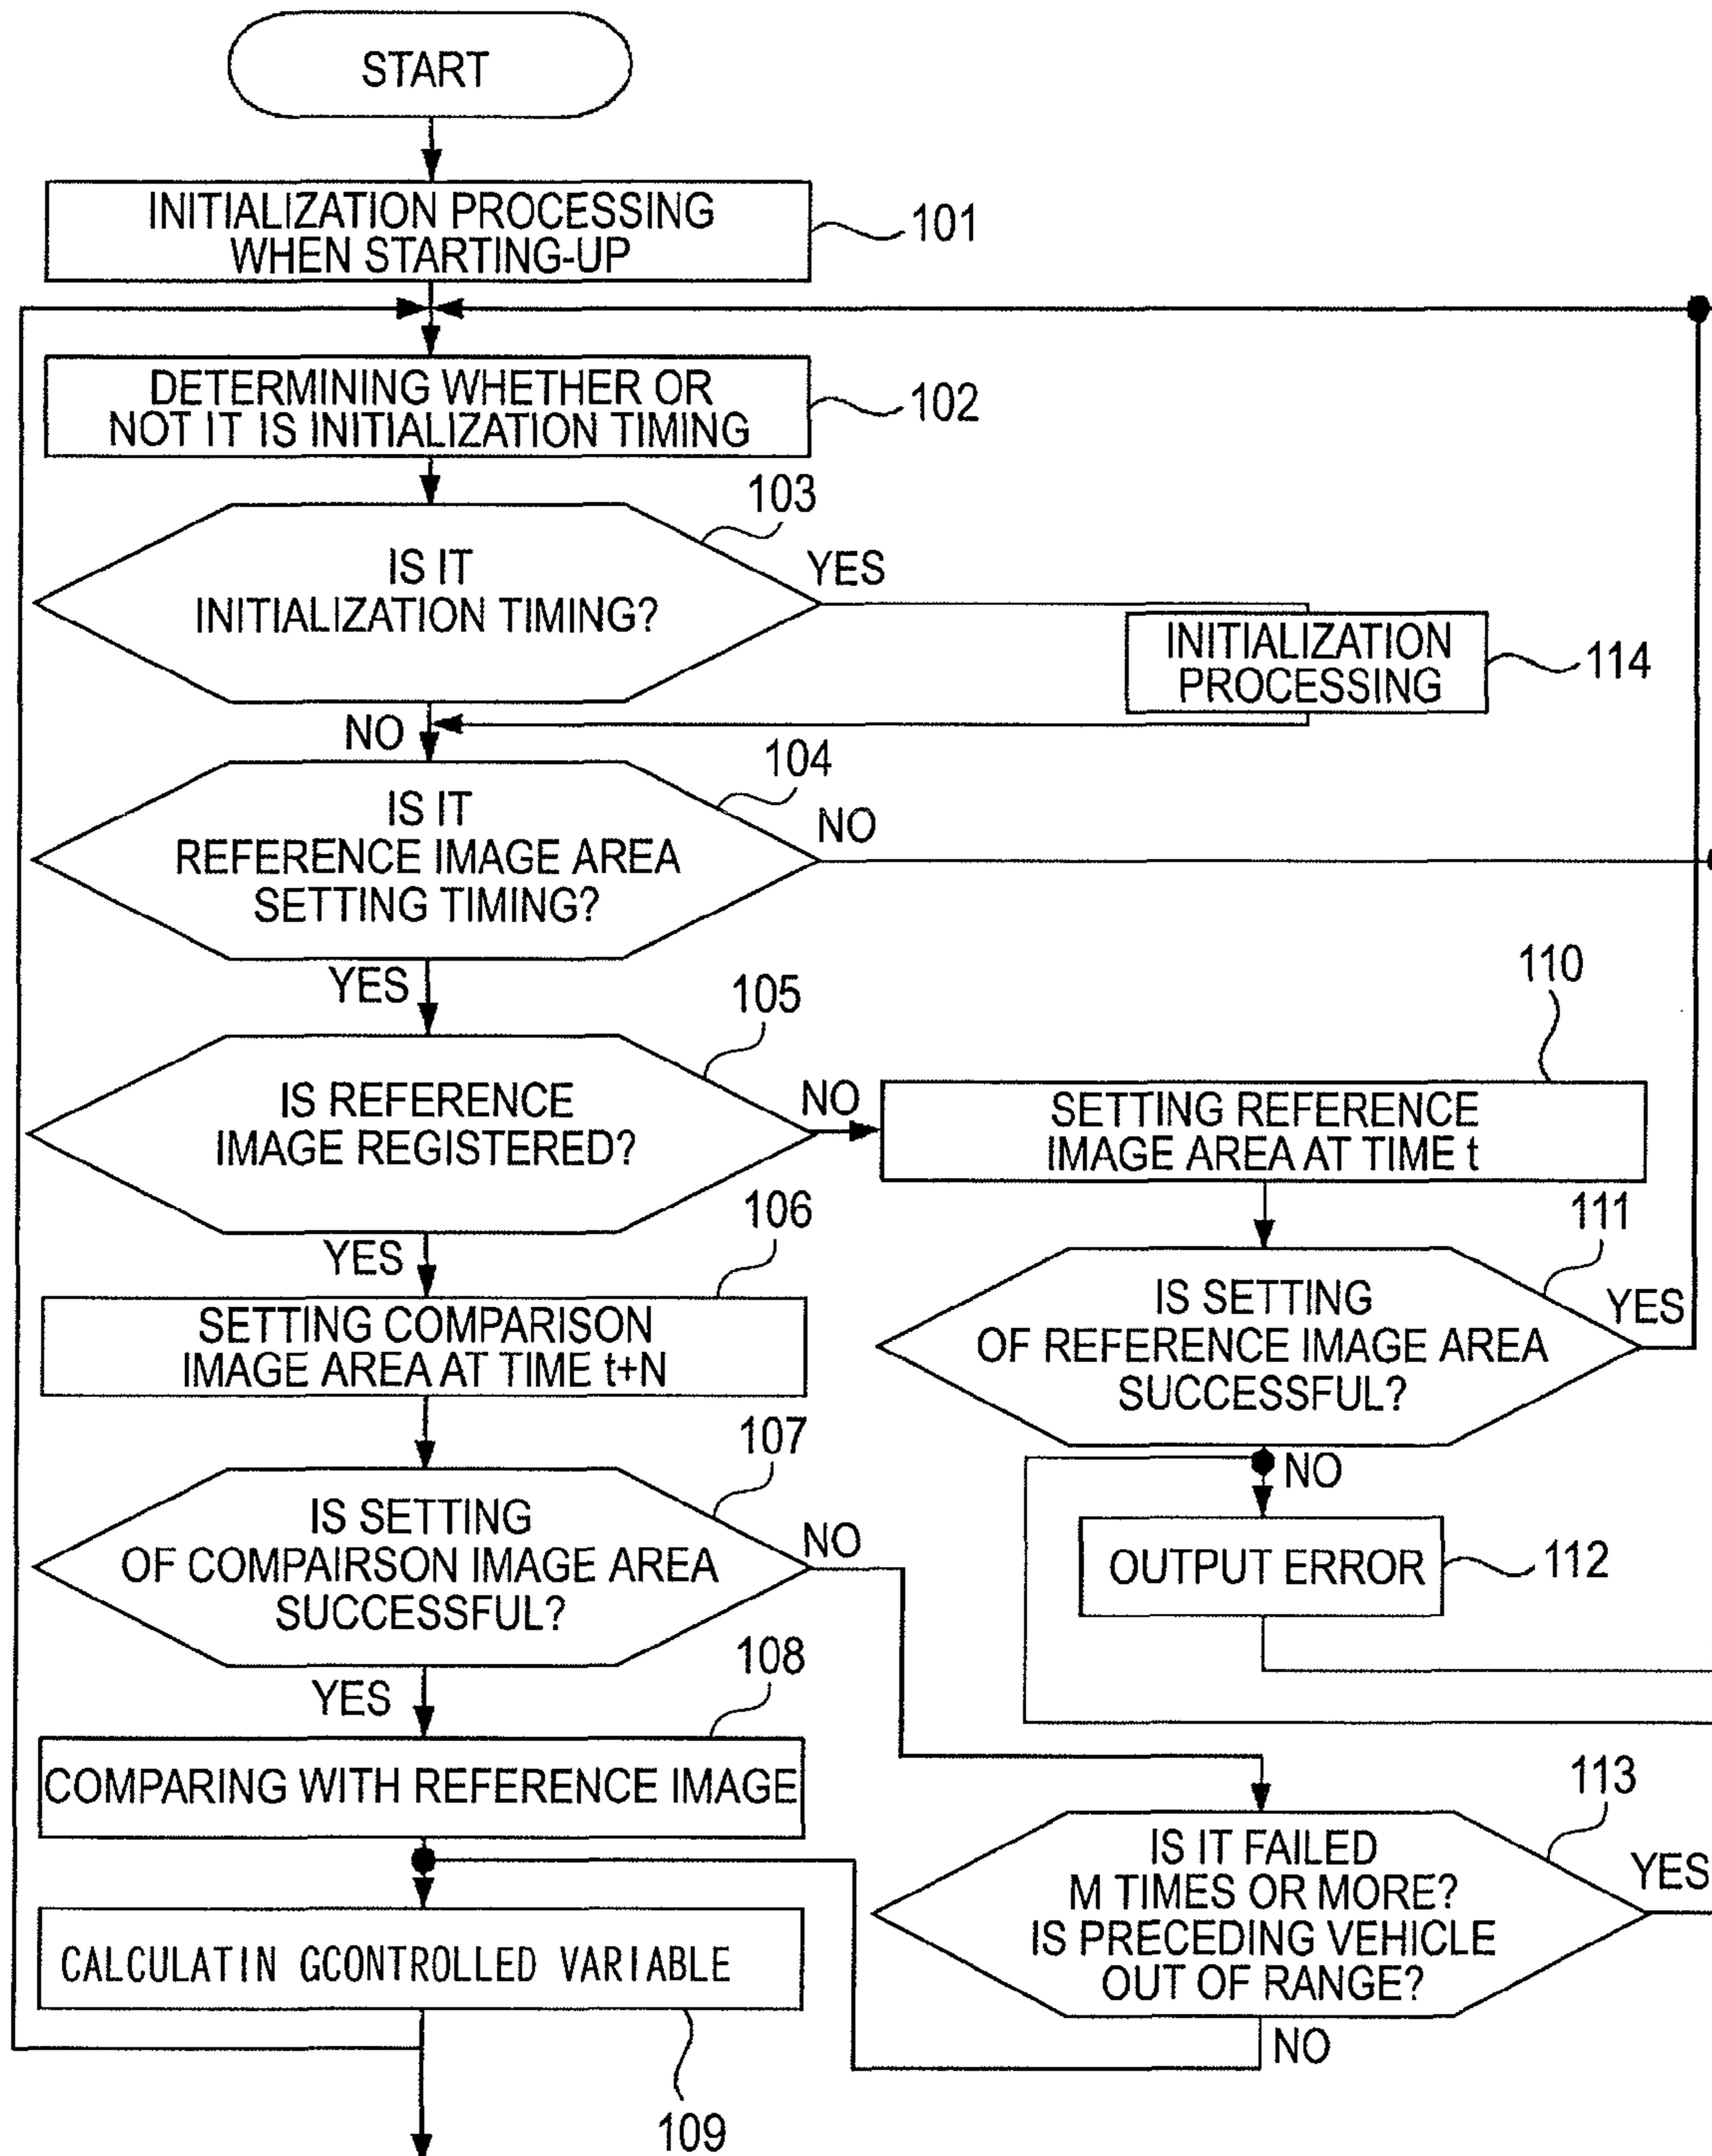 START
INITIALIZATION PROCESSING
WHEN STARTING-UP
101
DETERMINING WHETHER OR
NOT IT IS INITIALIZATION TIMING
102
103
IS IT
INITIALIZATION TIMING?
YES
INITIALIZATION
PROCESSING
114
NO
104
IS IT
REFERENCE IMAGE AREA
SETTING TIMING?
NO
YES
105
IS REFERENCE
IMAGE REGISTERED?
NO
110
SETTING REFERENCE
IMAGE AREA AT TIME t
YES
106
SETTING COMPARISON
IMAGE AREA AT TIME t+N
111
IS SETTING
OF REFERENCE IMAGE AREA
SUCCESSFUL?
YES
NO
OUTPUT ERROR
112
107
IS SETTING
OF COMPAIRSON IMAGE AREA
SUCCESSFUL?
NO
YES
108
COMPARING WITH REFERENCE IMAGE
113
IS IT FAILED
M TIMES OR MORE?
IS PRECEDING VEHICLE
OUT OF RANGE?
YES
NO
CALCULATIN GCONTROLLED VARIABLE
109